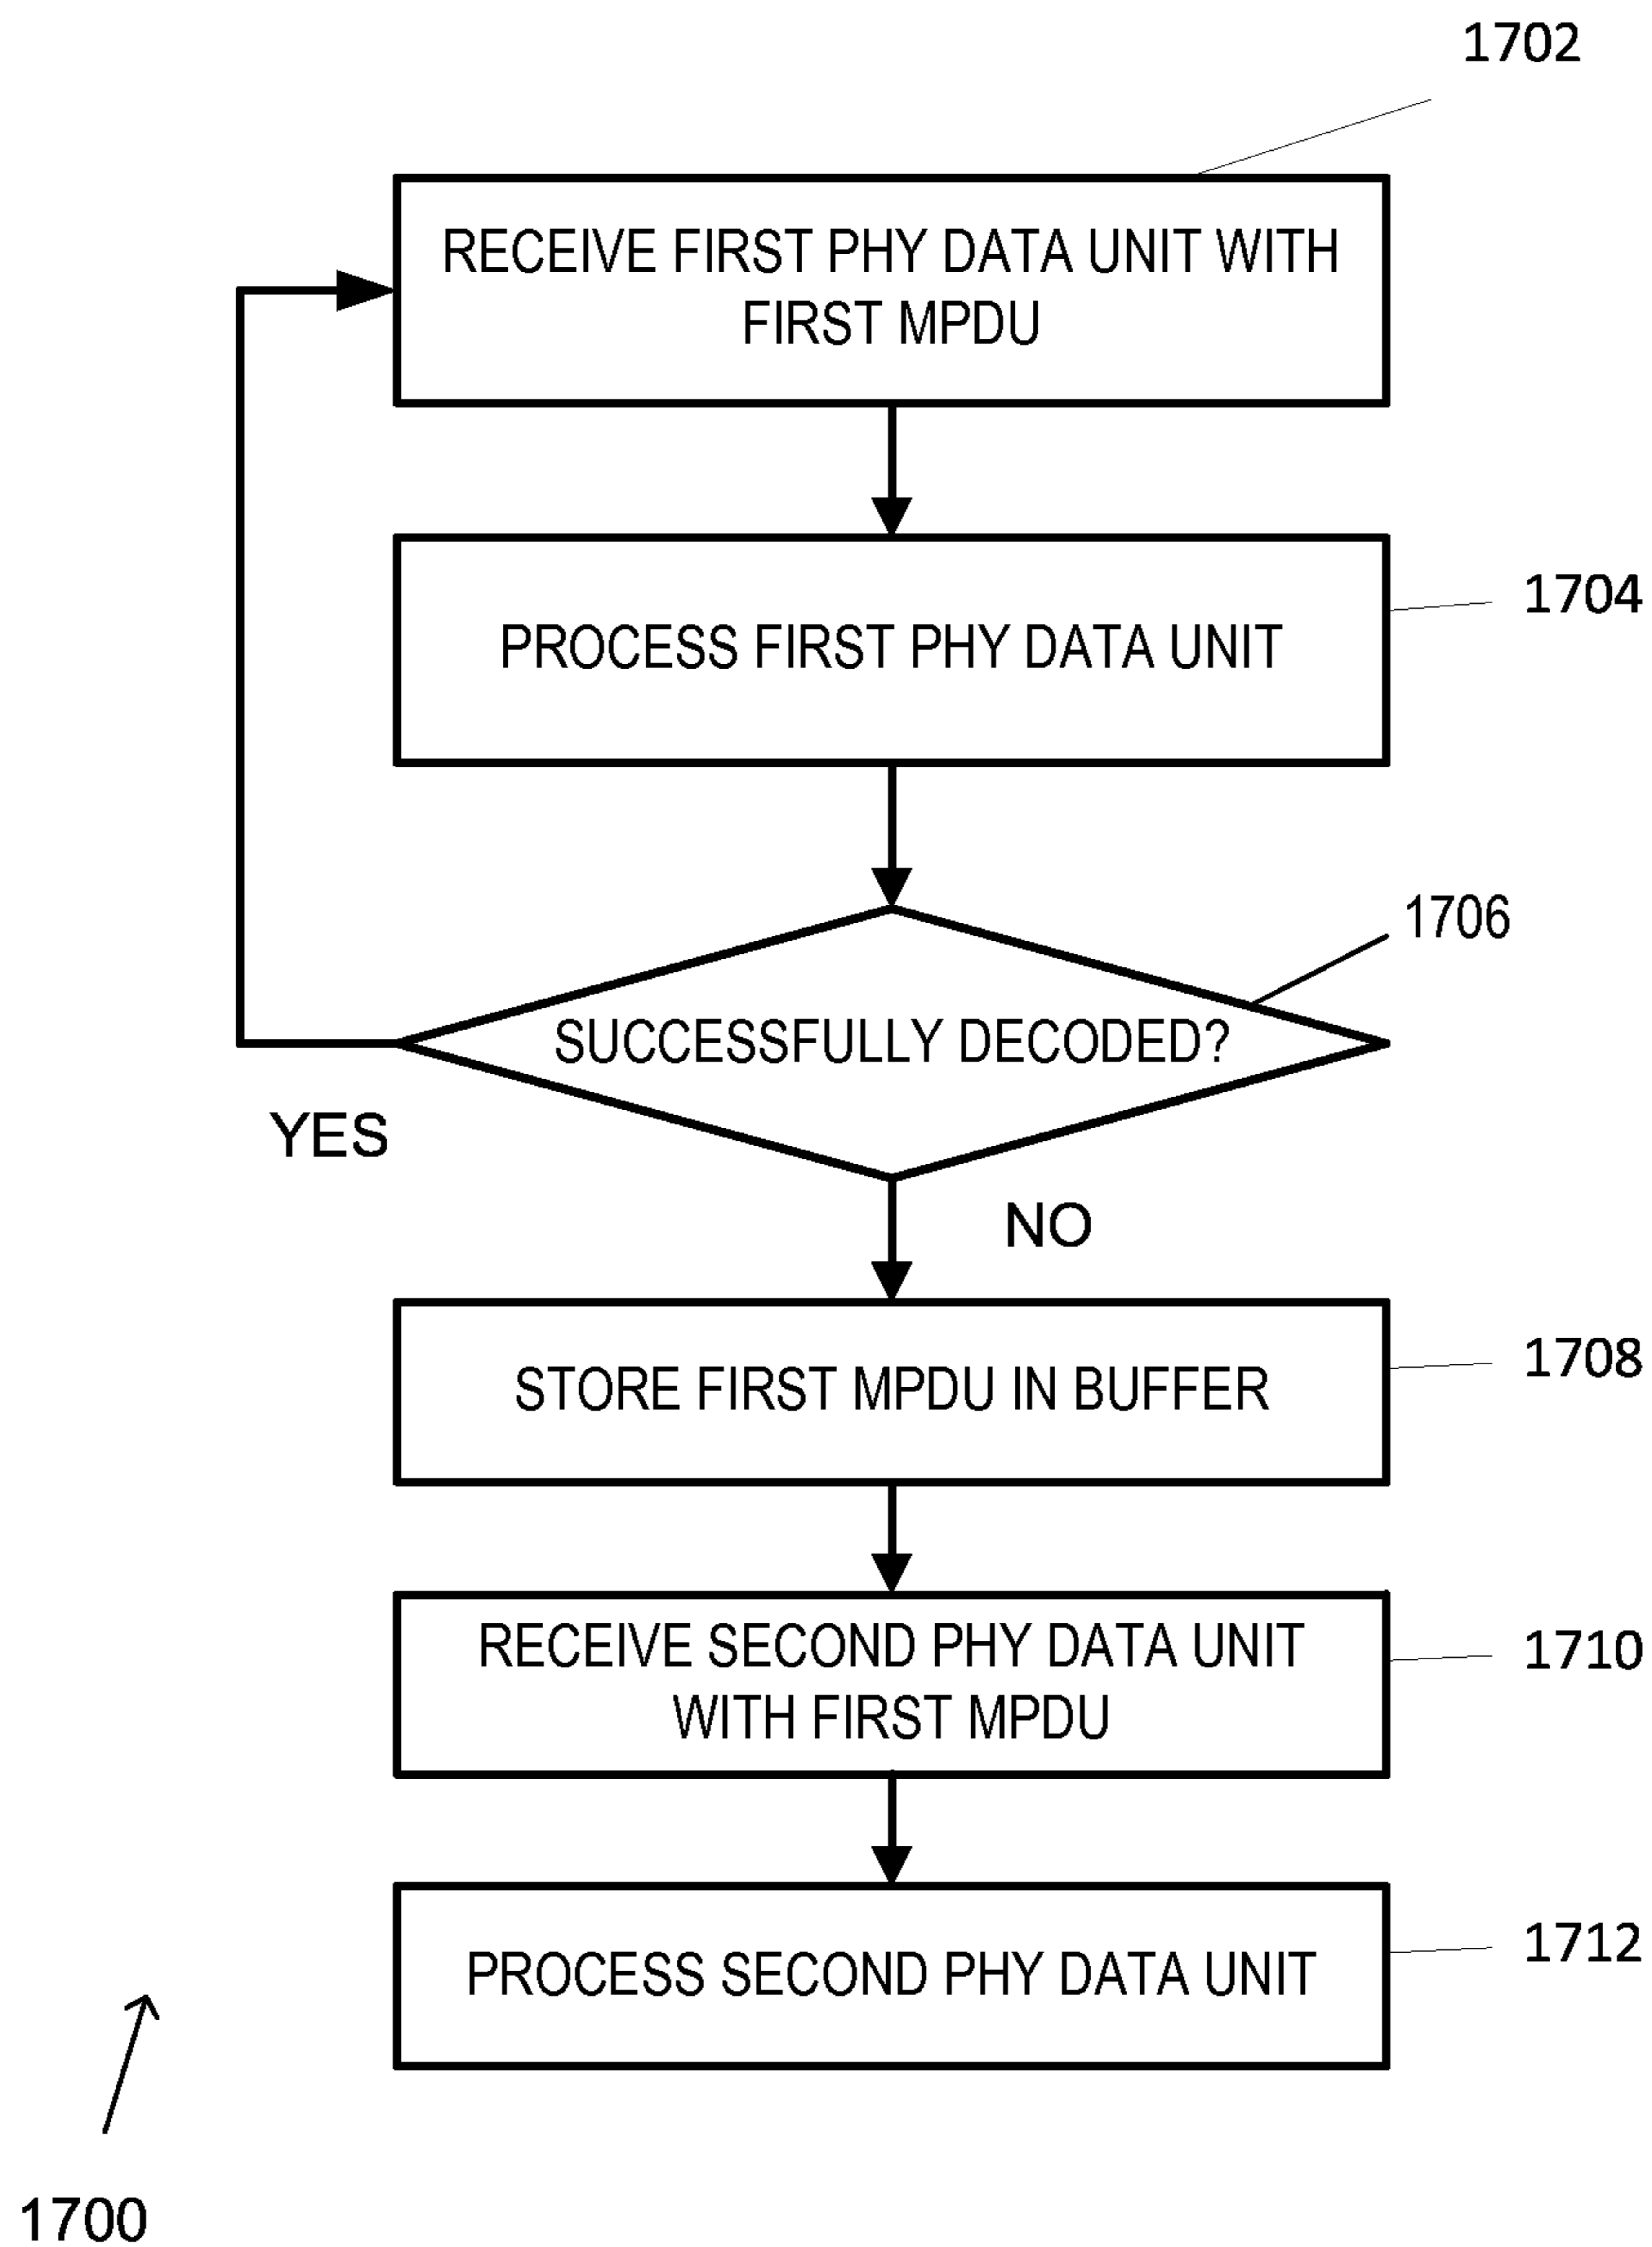 1702
RECEIVE FIRST PHY DATA UNIT WITH
FIRST MPDU
1704
PROCESS FIRST PHY DATA UNIT
1706
SUCCESSFULLY DECODED?
YES
NO
1708
STORE FIRST MPDU IN BUFFER
RECEIVE SECOND PHY DATA UNIT
1710
WITH FIRST MPDU
1712
PROCESS SECOND PHY DATA UNIT
1700